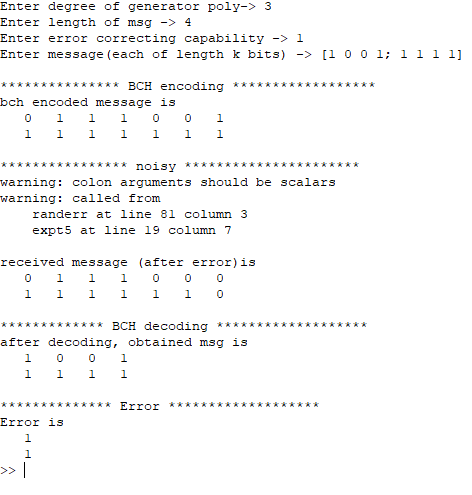 Enter degree of generator poly-> 3
Enter length of msg -> 4
Enter error correcting capability -> 1
Enter message(each of length k bits) -> [1 0 0 1; 1 1 1 1]
*************** BCH encoding ******************
bch encoded message is
0 1 1 1 0 0 1
1 1 1 1 1 1 1
**************** noisy **********************
warning: colon arguments should be scalars
warning: called from
randerr at line 81 column 3
expt5 at line 19 column 7
received message (after error)is
0 1 1 1 0 0 0
1 1 1 1 1 1 0
************* BCH decoding *******************
after decoding, obtained msg is
1 0 0 1
1 1 1 1
************** Error *******************
Error is
1
1
>>